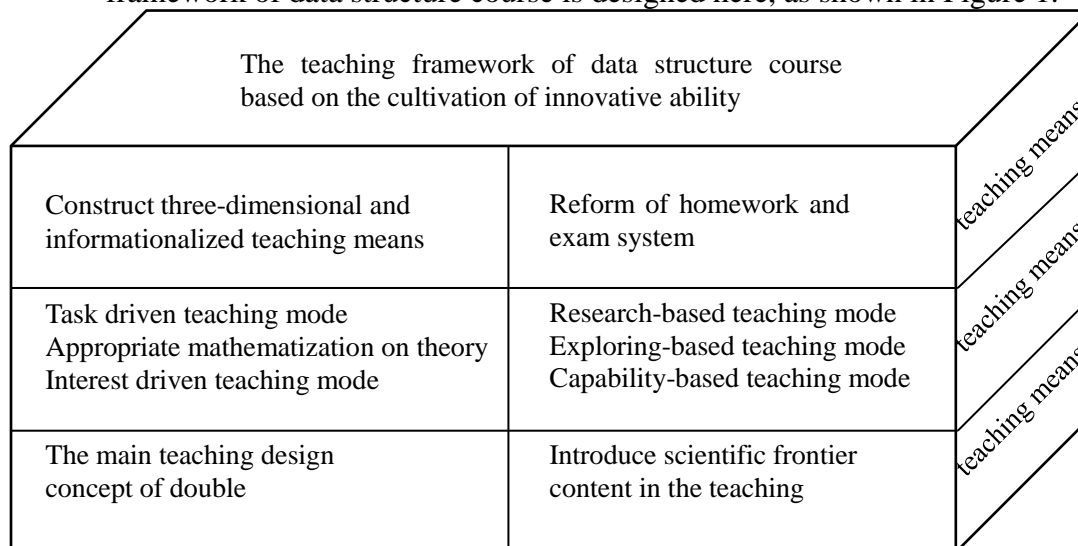 framework of data structure course is designed here, as shown in Figure 1.
The teaching framework of data structure course
based on the cultivation of innovative ability
Construct three-dimensional and
informationalized teaching means
Reform of homework and
exam system
teaching means
Task driven teaching mode
Appropriate mathematization on theory
Interest driven teaching mode
Research-based teaching mode
Exploring-based teaching mode
Capability-based teaching mode
teaching means
The main teaching design
concept of double
Introduce scientific frontier
content in the teaching
teaching means